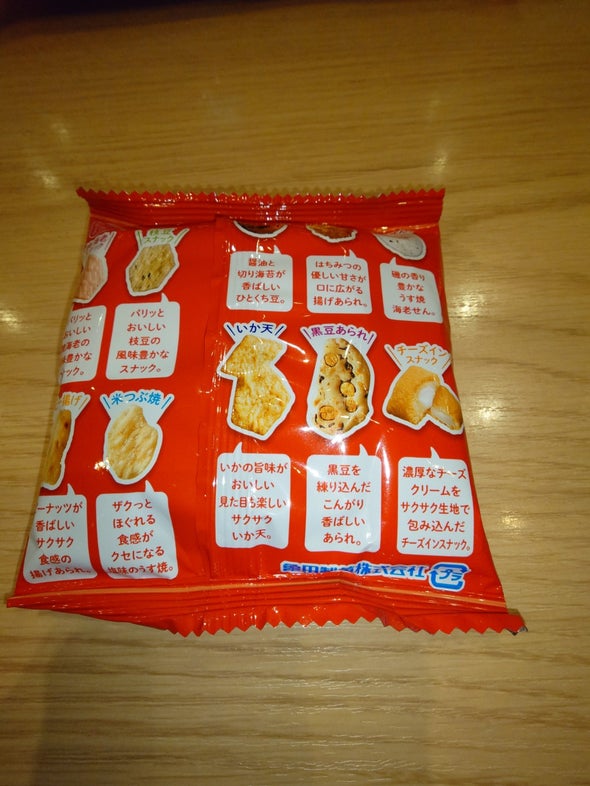 枝豆
スナック
パリッと
おいしい
枝豆の
風味豊かな
スナック。
醤油と
切り海苔が
香ばしい
ひとくち豆。
はちみつの
優しい甘さが
口に広がる
揚げあられ。
磯の香り
豊かな
うす焼
海老せん。
パリッと
おいしい
海老の
味豊かな
ナック。
いか天
黒豆あられ
チーズイン
スナック
揚げ
米つぶ焼
ーナッツが
香ばしい
サクサク
食感の
揚げあられ。
ザクっと
ほぐれる
食感が
クセになる
塩味のうす焼。
いかの旨味が
おいしい
見た目も楽しい
サクサク
いか天。
黒豆を
練り込んだ
こんがり
香ばしい
あられ。
濃厚なチーズ
クリームを
サクサク生地で
包み込んだ
チーズインスナック。
亀田製菓株式会社
プラ